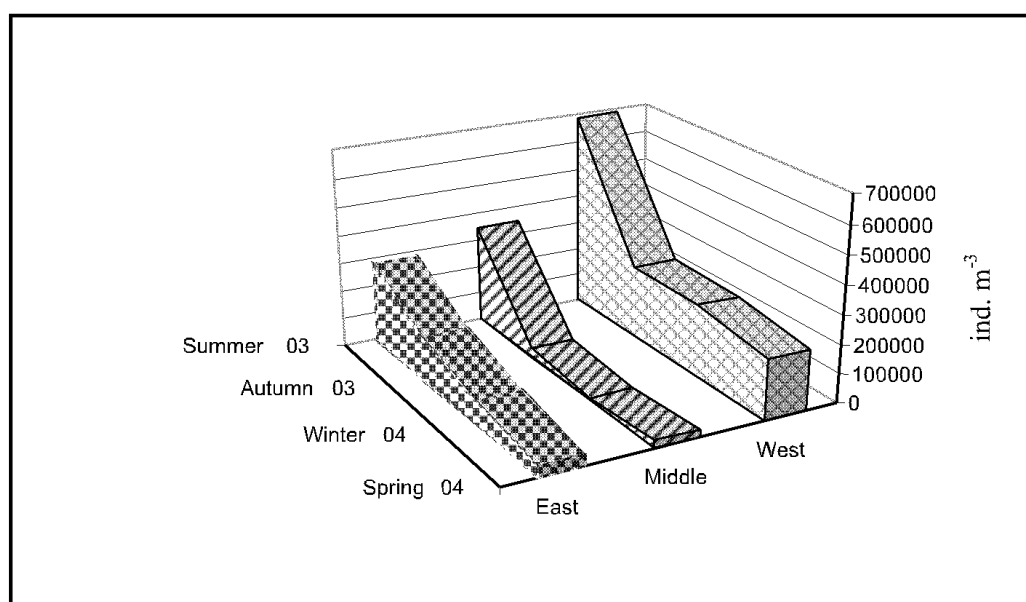 700000
600000
500000
400000
300000
200000
100000
0
ind. m⁻³
Summer 03
Autumn 03
Winter 04
Spring 04
East
Middle
West